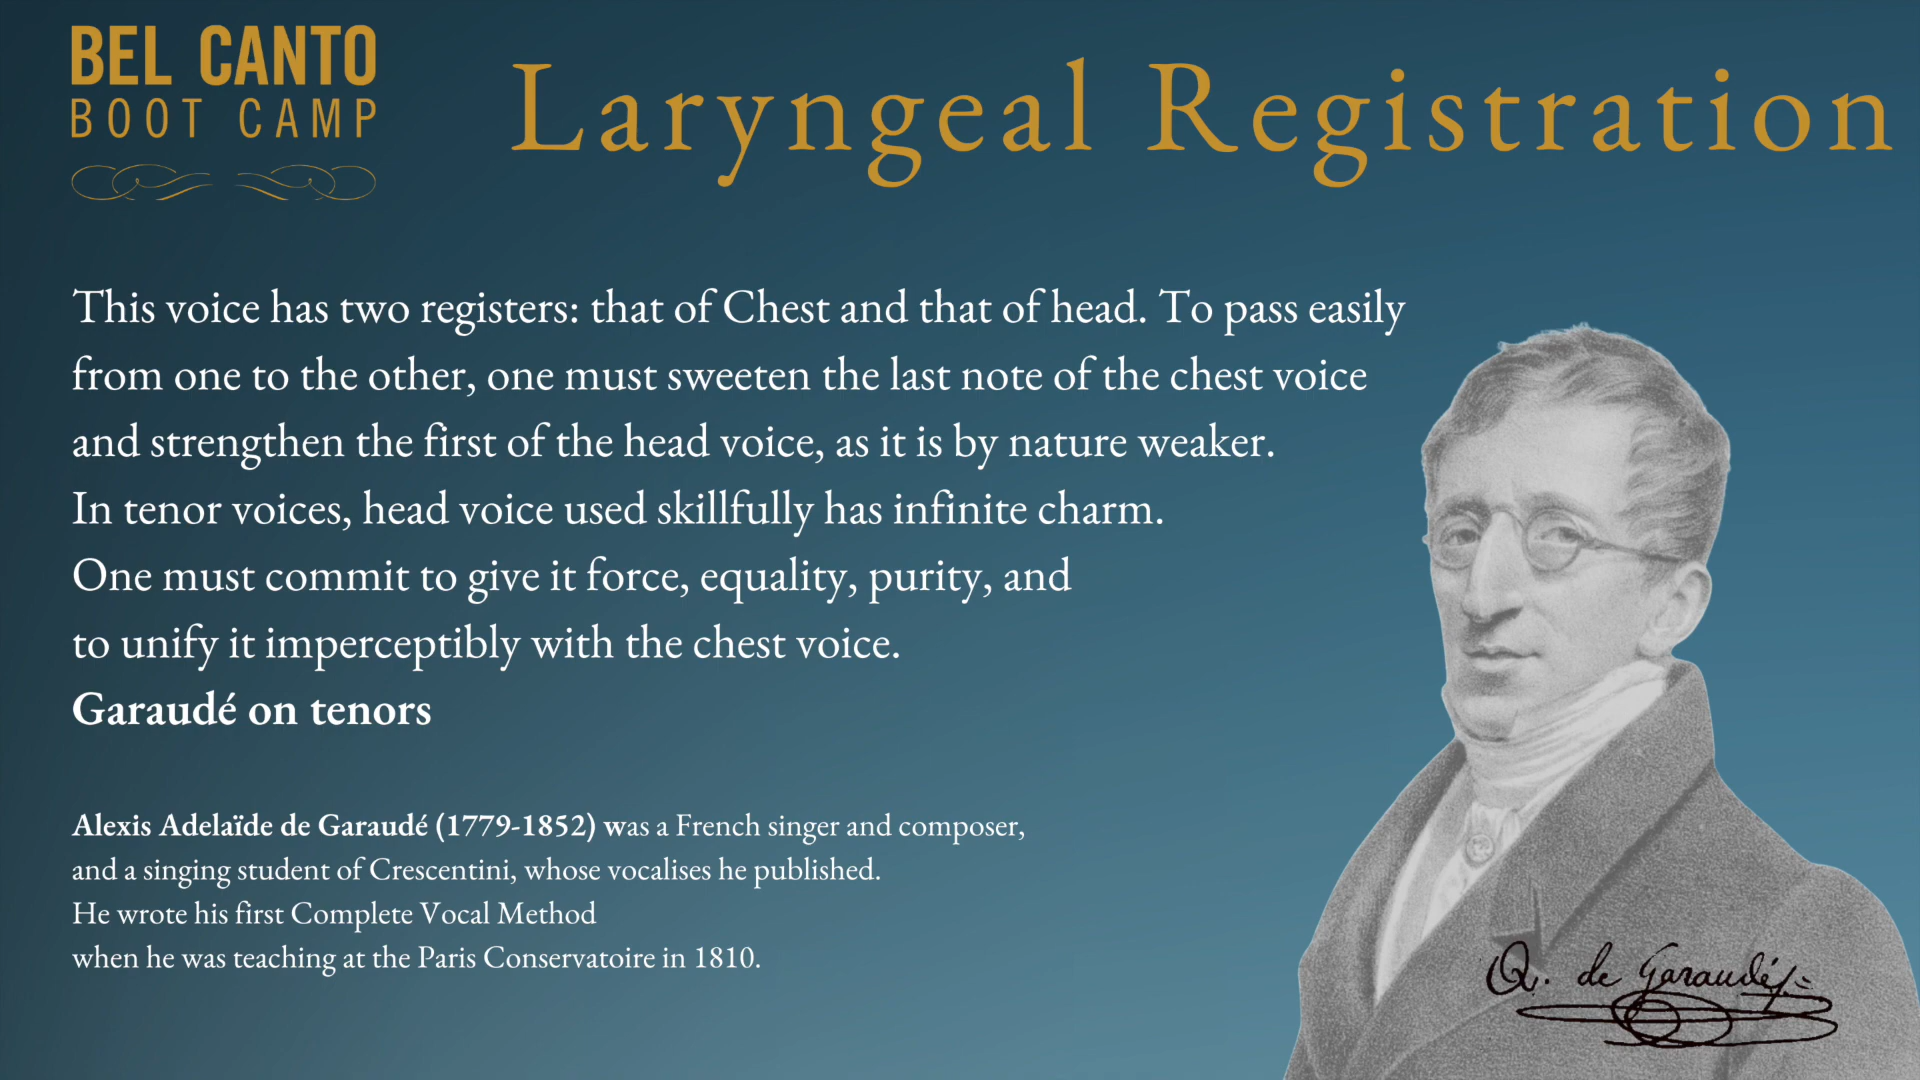 BEL CANTO
BOOT CAMP
Laryngeal Registration
This voice has two registers: that of Chest and that of head. To pass easily
from one to the other, one must sweeten the last note of the chest voice
and strengthen the first of the head voice, as it is by nature weaker.
In tenor voices, head voice used skillfully has infinite charm.
One must commit to give it force, equality, purity, and
to unify it imperceptibly with the chest voice.
Garaudé on tenors
Alexis Adelaïde de Garaudé (1779-1852) was a French singer and composer,
and a singing student of Crescentini, whose vocalises he published.
He wrote his first Complete Vocal Method
when he was teaching at the Paris Conservatoire in 1810.
A. de Garaudé